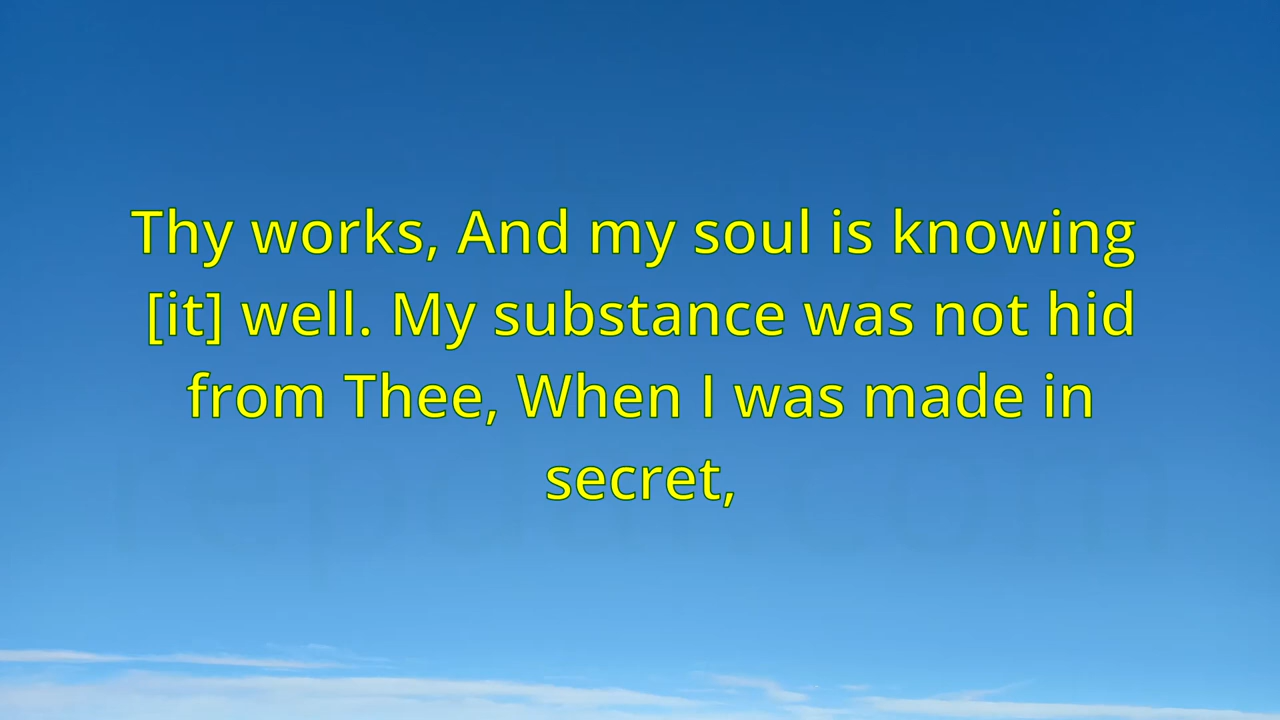 Thy works, And my soul is knowing
[it] well. My substance was not hid
from Thee, When I was made in
secret,